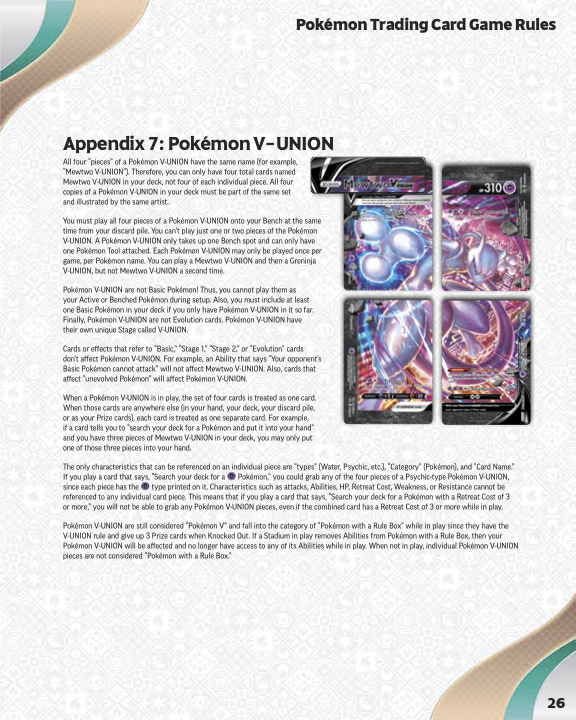 Pokémon Trading Card Game Rules
Appendix 7: Pokémon V-UNION
All four "pieces" of a Pokémon V-UNION have the same name (for example,
"Mewtwo V-UNION"). Therefore, you can only have four total cards named
Mewtwo V-UNION in your deck, not four of each individual piece. All four
copies of a Pokémon V-UNION in your deck must be part of the same set
and illustrated by the same artist.
You must play all four pieces of a Pokémon V-UNION onto your Bench at the same
time from your discard pile. You can't play just one or two pieces of the Pokémon
V-UNION. A Pokémon V-UNION only takes up one Bench spot and can only have
one Pokémon Tool attached. Each Pokémon V-UNION may only be played once per
game, per Pokémon name. You can play a Mewtwo V-UNION and then a Greninja
V-UNION, but not Mewtwo V-UNION a second time.
Pokémon V-UNION are not Basic Pokémon! Thus, you cannot play them as
your Active or Benched Pokémon during setup. Also, you must include at least
one Basic Pokémon in your deck if you only have Pokémon V-UNION in it so far.
Finally, Pokémon V-UNION are not Evolution cards. Pokémon V-UNION have
their own unique Stage called V-UNION.
Cards or effects that refer to "Basic," "Stage 1," "Stage 2," or "Evolution" cards
don't affect Pokémon V-UNION. For example, an Ability that says "Your opponent's
Basic Pokémon cannot attack" will not affect Mewtwo V-UNION. Also, cards that
affect "unevolved Pokémon" will affect Pokémon V-UNION.
When a Pokémon V-UNION is in play, the set of four cards is treated as one card.
When those cards are anywhere else (in your hand, your deck, your discard pile,
or as your Prize cards), each card is treated as one separate card. For example,
if a card tells you to "search your deck for a Pokémon and put it into your hand"
and you have three pieces of Mewtwo V-UNION in your deck, you may only put
one of those three pieces into your hand.
The only characteristics that can be referenced on an individual piece are "types" (Water, Psychic, etc.), "Category" (Pokémon), and "Card Name."
If you play a card that says, "Search your deck for a Pokémon," you could grab any of the four pieces of a Psychic-type Pokémon V-UNION,
since each piece has the type printed on it. Characteristics such as attacks, Abilities, HP, Retreat Cost, Weakness, or Resistance cannot be
referenced to any individual card piece. This means that if you play a card that says, "Search your deck for a Pokémon with a Retreat Cost of 3
or more," you will not be able to grab any Pokémon V-UNION pieces, even if the combined card has a Retreat Cost of 3 or more while in play.
Pokémon V-UNION are still considered "Pokémon V" and fall into the category of "Pokémon with a Rule Box" while in play since they have the
V-UNION rule and give up 3 Prize cards when Knocked Out. If a Stadium in play removes Abilities from Pokémon with a Rule Box, then your
Pokémon V-UNION will be affected and no longer have access to any of its Abilities while in play. When not in play, individual Pokémon V-UNION
pieces are not considered "Pokémon with a Rule Box."
Mewtwo V-UNION
310
26